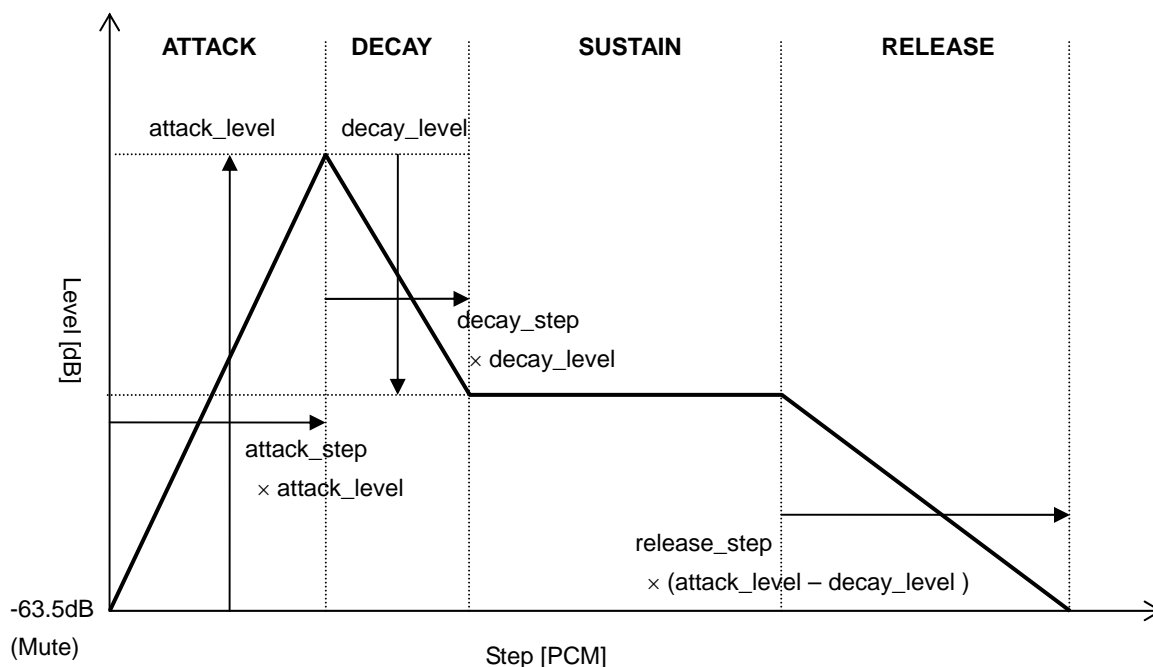 ATTACK
DECAY
SUSTAIN
RELEASE
attack_level
decay_level
Level [dB]
decay_step
× decay_level
attack_step
× attack_level
release_step
× (attack_level – decay_level )
-63.5dB
(Mute)
Step [PCM]